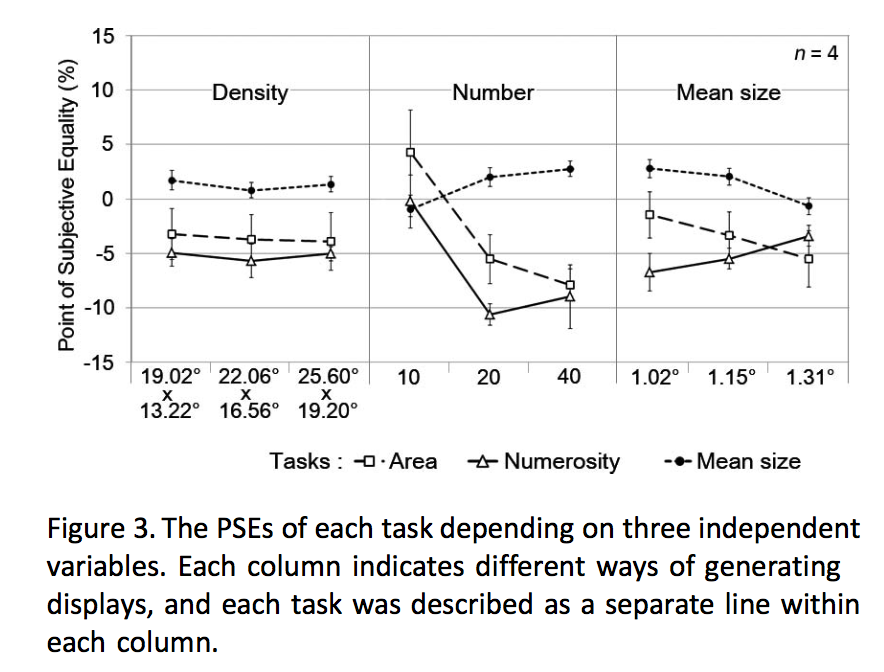 Point of Subjective Equality (%)
15
10
5
0
-5
-10
-15
n = 4
Density
Number
Mean size
19.02° 22.06° 25.60°
x x x
13.22° 16.56° 19.20°
10 20 40
1.02° 1.15° 1.31°
Tasks : Area Numerosity Mean size
Figure 3. The PSEs of each task depending on three independent
variables. Each column indicates different ways of generating
displays, and each task was described as a separate line within
each column.